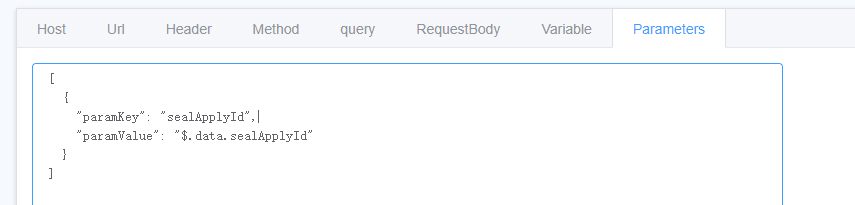 Host Url Header Method query RequestBody Variable Parameters
[
{
"paramKey": "sealApplyId",
"paramValue": "$.data.sealApplyId"
}
]